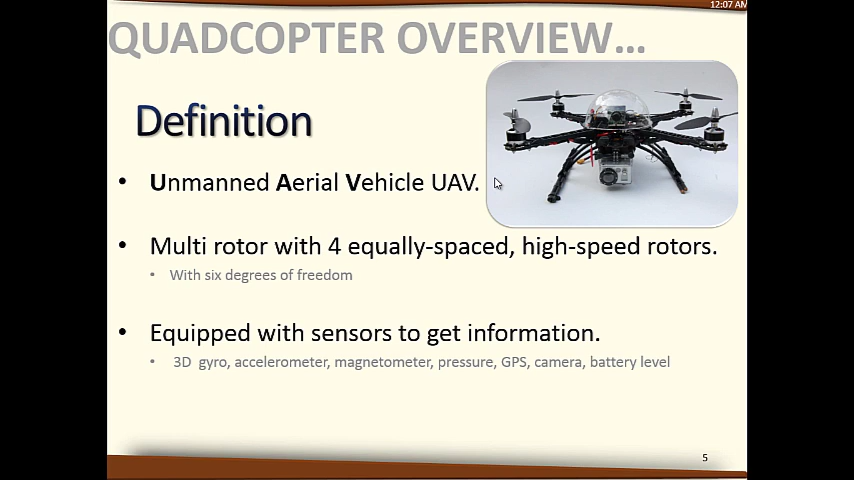 12:07 AM
QUADCOPTER OVERVIEW...
Definition
• Unmanned Aerial Vehicle UAV.
• Multi rotor with 4 equally-spaced, high-speed rotors.
• With six degrees of freedom
• Equipped with sensors to get information.
• 3D gyro, accelerometer, magnetometer, pressure, GPS, camera, battery level
5